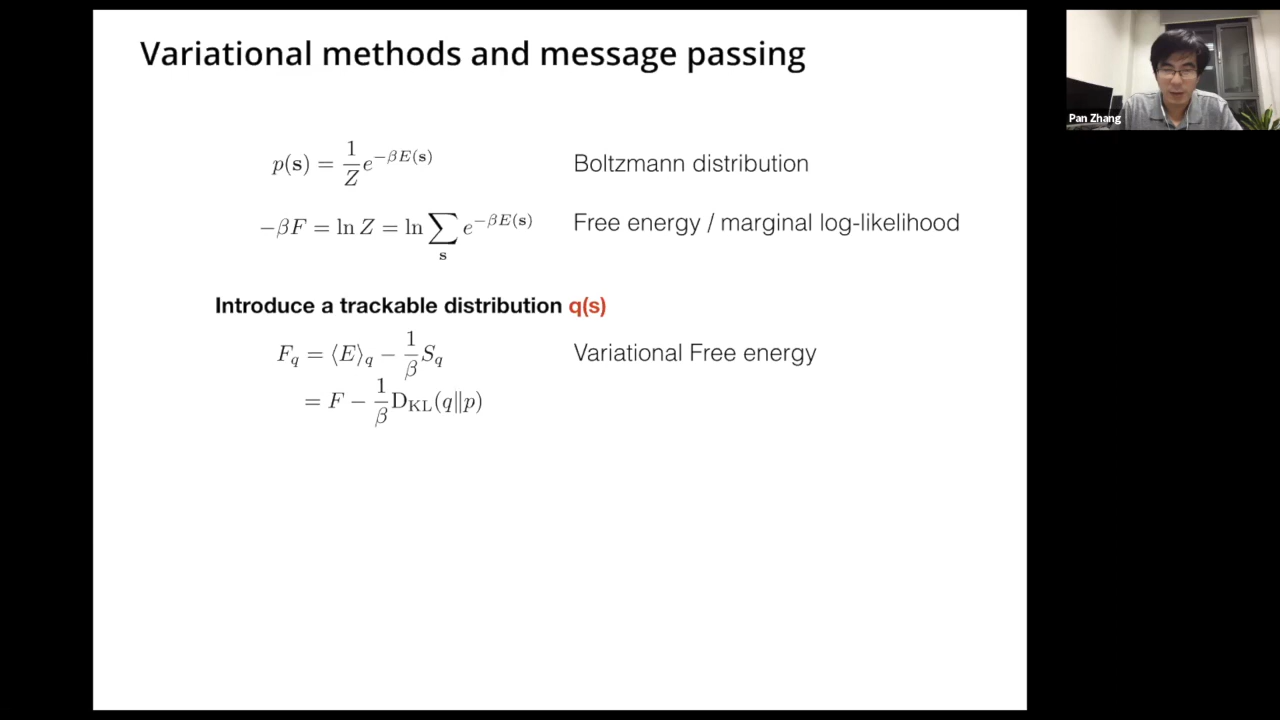 Variational methods and message passing
p(s) = 1/Z e^{-βE(s)} Boltzmann distribution
-βF = ln Z = ln ∑_s e^{-βE(s)} Free energy / marginal log-likelihood
Introduce a trackable distribution q(s)
F_q = ⟨E⟩_q − 1/β S_q Variational Free energy
= F − 1/β D_KL(q‖p)
Pan Zhang